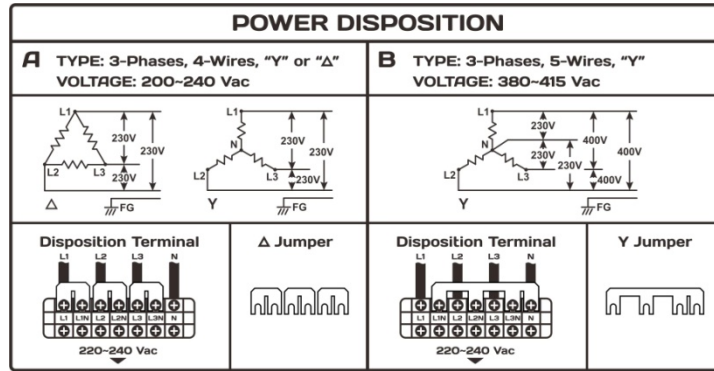 POWER DISPOSITION
A TYPE: 3-Phases, 4-Wires, “Y” or “Δ”
VOLTAGE: 200~240 Vac
B TYPE: 3-Phases, 5-Wires, “Y”
VOLTAGE: 380~415 Vac
L1
230V
230V
L2
L3
230V
Δ
FG
L1
N
230V
230V
L2
L3
230V
Y
FG
L1
230V
N
400V
400V
230V
230V
L2
L3
400V
Y
FG
Disposition Terminal
L1 L2 L3 N
L1 L1N L2 L2N L3 L3N N
220~240 Vac
Δ Jumper
Disposition Terminal
L1 L2 L3 N
L1 L1N L2 L2N L3 L3N N
220~240 Vac
Y Jumper